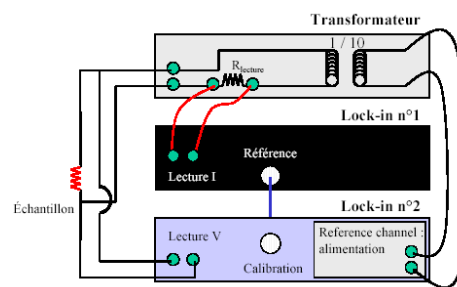 Transformateur
1 / 10
Rlecture
Lock-in n°1
Référence
Lecture I
Échantillon
Lock-in n°2
Lecture V
Reference channel :
alimentation
Calibration